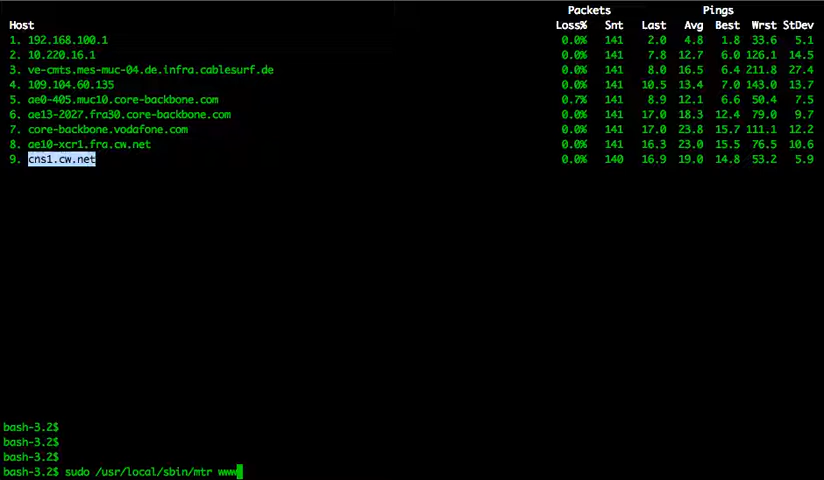 Packets Pings
Host Loss% Snt Last Avg Best Wrst StDev
1. 192.168.100.1 0.0% 141 2.0 4.8 1.8 33.6 5.1
2. 10.220.16.1 0.0% 141 7.8 12.7 6.0 126.1 14.5
3. ve-cmts.mes-muc-04.de.infra.cablesurf.de 0.0% 141 8.0 16.5 6.4 211.8 27.4
4. 109.104.60.135 0.0% 141 10.5 13.4 7.0 143.0 13.7
5. ae0-405.muc10.core-backbone.com 0.7% 141 8.9 12.1 6.6 50.4 7.5
6. ae13-2027.fra30.core-backbone.com 0.0% 141 17.0 18.3 12.4 79.0 9.7
7. core-backbone.vodafone.com 0.0% 141 17.0 23.8 15.7 111.1 12.2
8. ae10-xcr1.fra.cw.net 0.0% 141 16.3 23.0 15.5 76.5 10.6
9. cns1.cw.net 0.0% 140 16.9 19.0 14.8 53.2 5.9
bash-3.2$
bash-3.2$
bash-3.2$
bash-3.2$ sudo /usr/local/sbin/mtr www